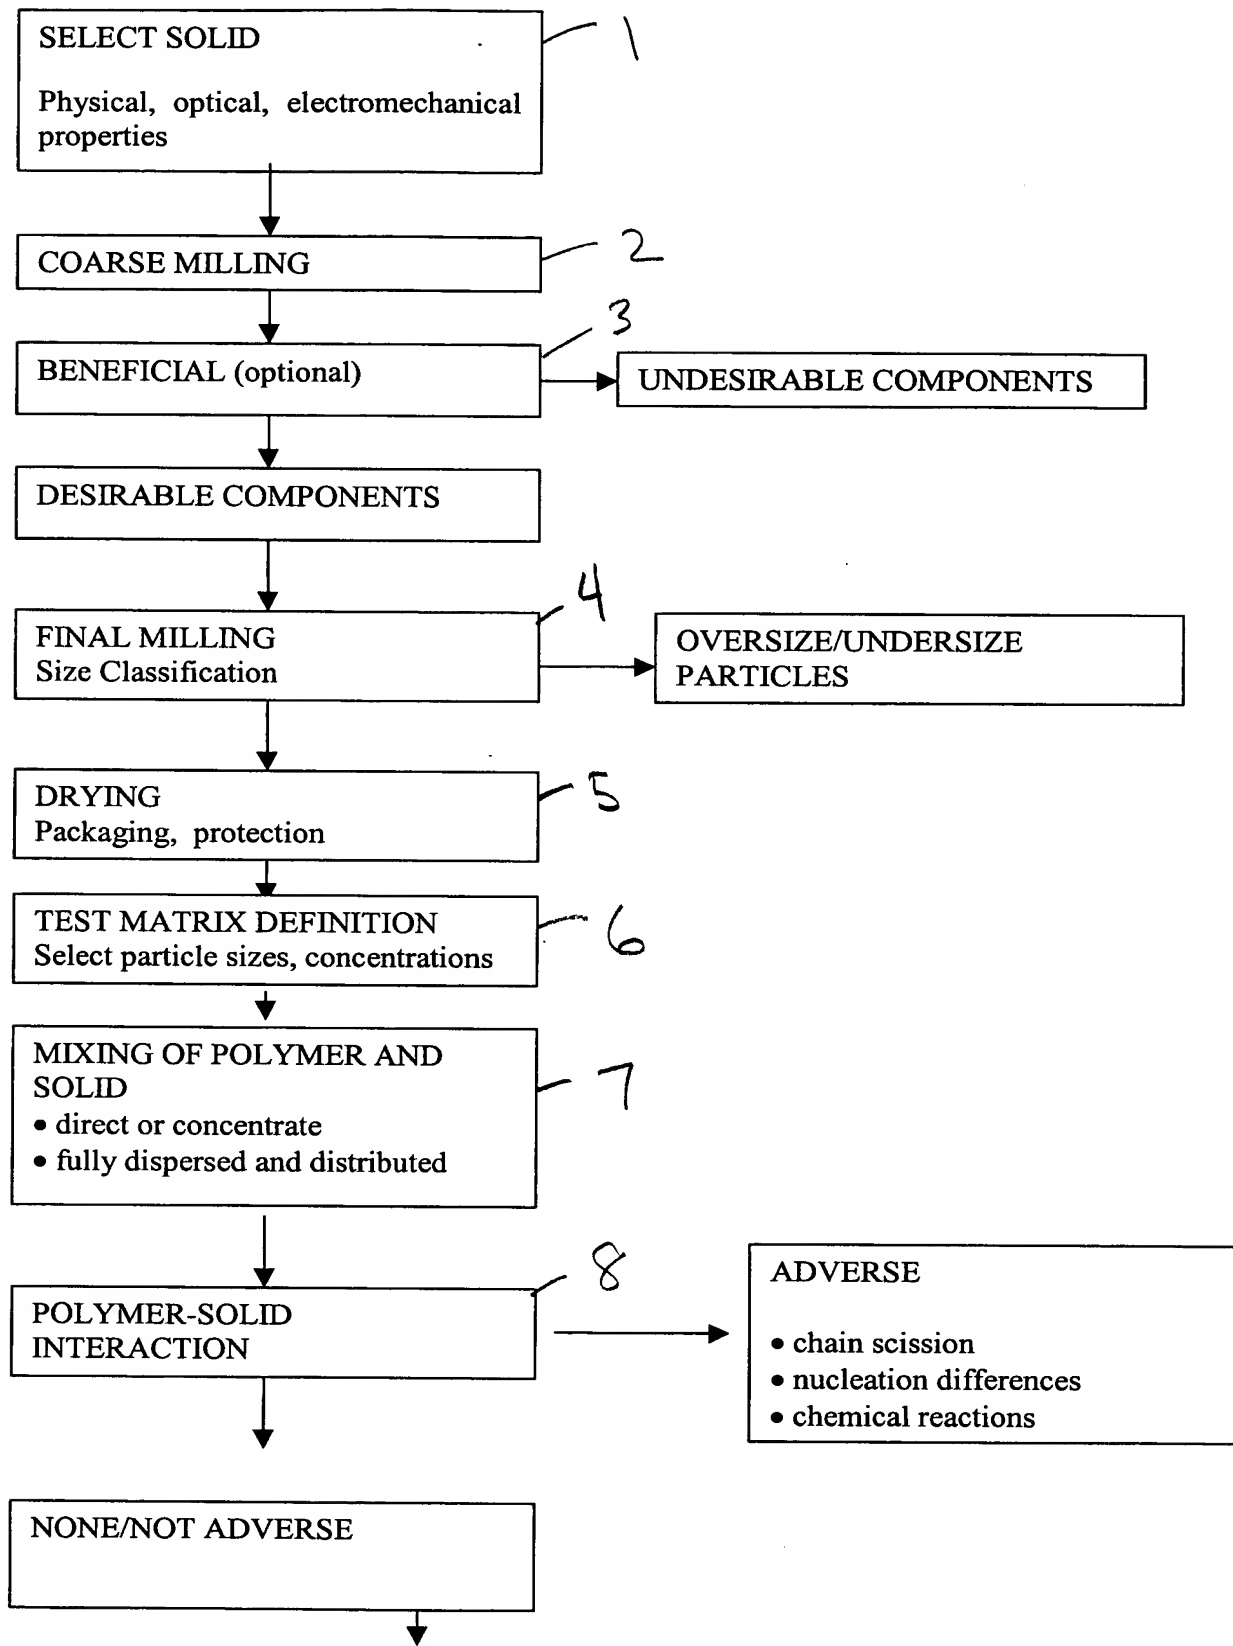 SELECT SOLID
1
Physical, optical, electromechanical
properties
COARSE MILLING
2
BENEFICIAL (optional)
3
UNDESIRABLE COMPONENTS
DESIRABLE COMPONENTS
FINAL MILLING
Size Classification
4
OVERSIZE/UNDERSIZE
PARTICLES
DRYING
Packaging, protection
5
TEST MATRIX DEFINITION
Select particle sizes, concentrations
6
MIXING OF POLYMER AND
SOLID
• direct or concentrate
• fully dispersed and distributed
7
POLYMER-SOLID
INTERACTION
8
ADVERSE
• chain scission
• nucleation differences
• chemical reactions
NONE/NOT ADVERSE